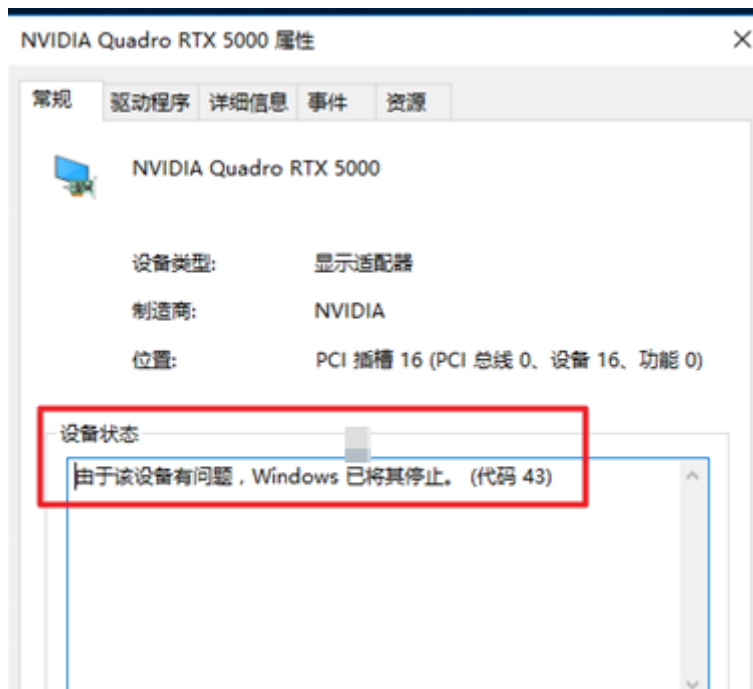 NVIDIA Quadro RTX 5000 属性
常规 驱动程序 详细信息 事件 资源
NVIDIA Quadro RTX 5000
设备类型: 显示适配器
制造商: NVIDIA
位置: PCI 插槽 16 (PCI 总线 0、设备 16、功能 0)
设备状态
由于该设备有问题，Windows 已将其停止。 (代码 43)